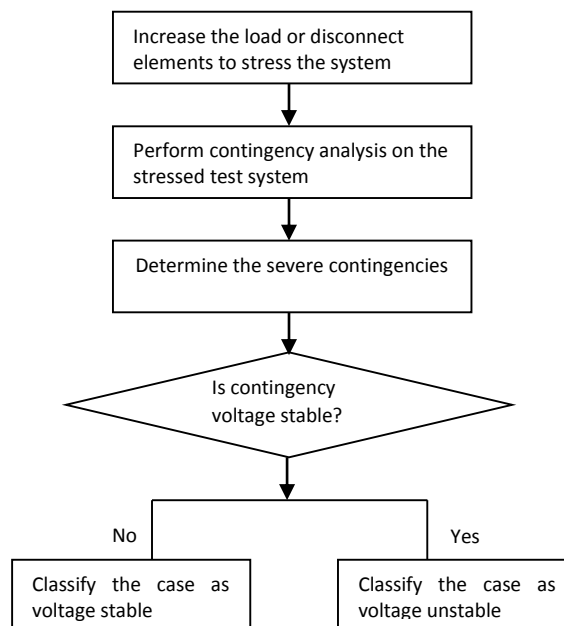 Increase the load or disconnect
elements to stress the system
Perform contingency analysis on the
stressed test system
Determine the severe contingencies
Is contingency
voltage stable?
No
Yes
Classify the case as
voltage stable
Classify the case as
voltage unstable